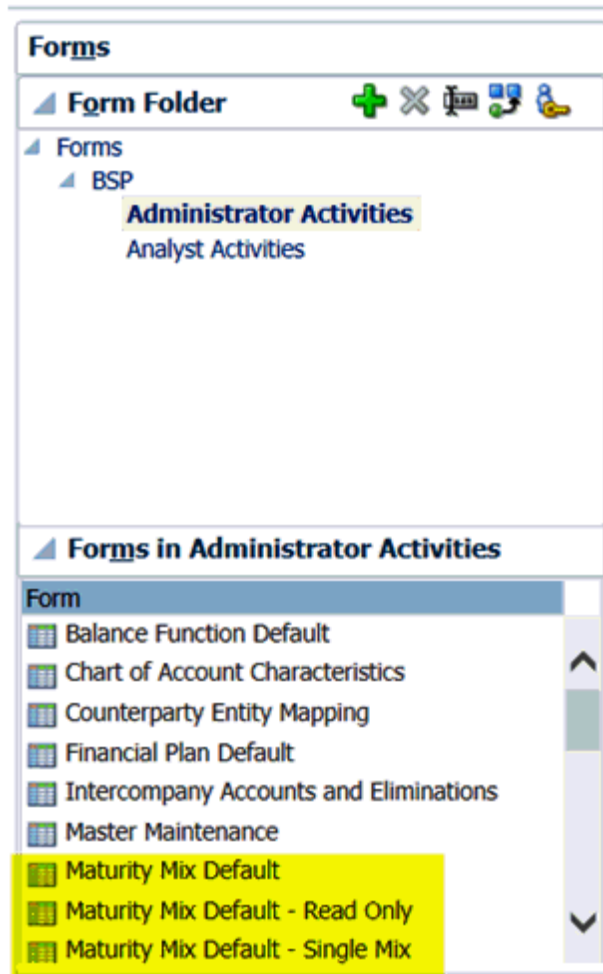 Forms
Form Folder
Forms
BSP
Administrator Activities
Analyst Activities
Forms in Administrator Activities
Form
Balance Function Default
Chart of Account Characteristics
Counterparty Entity Mapping
Financial Plan Default
Intercompany Accounts and Eliminations
Master Maintenance
Maturity Mix Default
Maturity Mix Default - Read Only
Maturity Mix Default - Single Mix